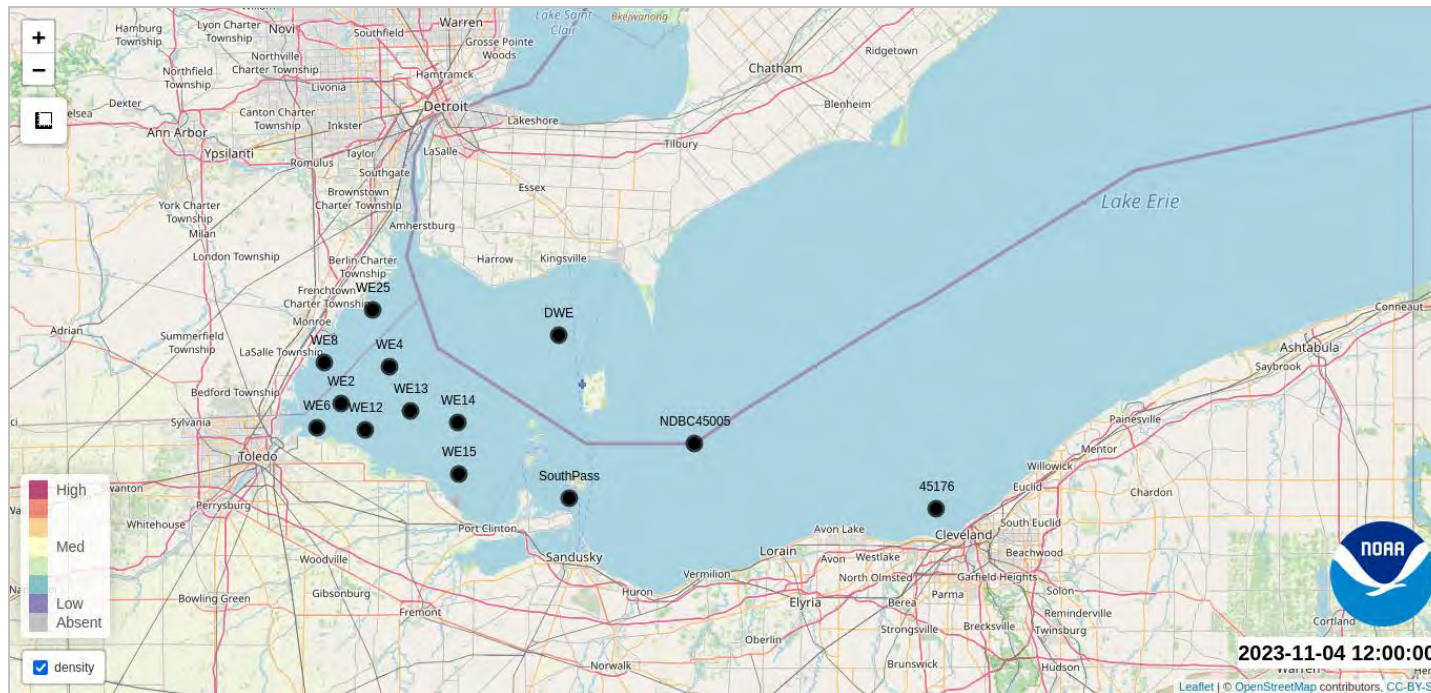 Hamburg
Township
Lyon Charter
Township
Novi
Southfield
Warren
Lake Saint
Clair
Bkejwanong
Grosse Pointe
Woods
Northville
Charter Township
Hamtramck
Ridgetown
Northfield
Township
Livonia
Chatham
Dexter
Canton Charter
Township
Detroit
Blenheim
Ann Arbor
Inkster
Lakeshore
Ypsilanti
Romulus
Taylor
LaSalle
Tilbury
Southgate
Essex
Brownstown
Charter Township
York Charter
Township
Lake Erie
Milan
Amherstburg
London Township
Berlin Charter
Township
Harrow
Kingsville
Frenchtown
Charter Township
WE25
Conneaut
Monroe
DWE
Adrian
Summerfield
Township
LaSalle Township
WE8
WE4
Ashtabula
Saybrook
Bedford Township
WE2
WE13
WE6
WE12
WE14
NDBC45005
Painesville
Sylvania
Toledo
WE15
Mentor
SouthPass
Willowick
45176
Euclid
Chardon
High
Swanton
Perrysburg
Whitehouse
Port Clinton
Avon Lake
South Euclid
Cleveland
Med
Sandusky
Lorain
Avon
Westlake
Beachwood
Woodville
Vermilion
North Olmsted
Garfield Heights
NOAA
Low
Absent
Bowling Green
Gibsonburg
Huron
Elyria
Berea
Parma
Solon
Fremont
Reminderville
Strongsville
Brecksville
Twinsburg
Cortland
Oberlin
density
Norwalk
Brunswick
Hudson
2023-11-04 12:00:00
Warren
Leaflet | © OpenStreetMap contributors, CC-BY-S